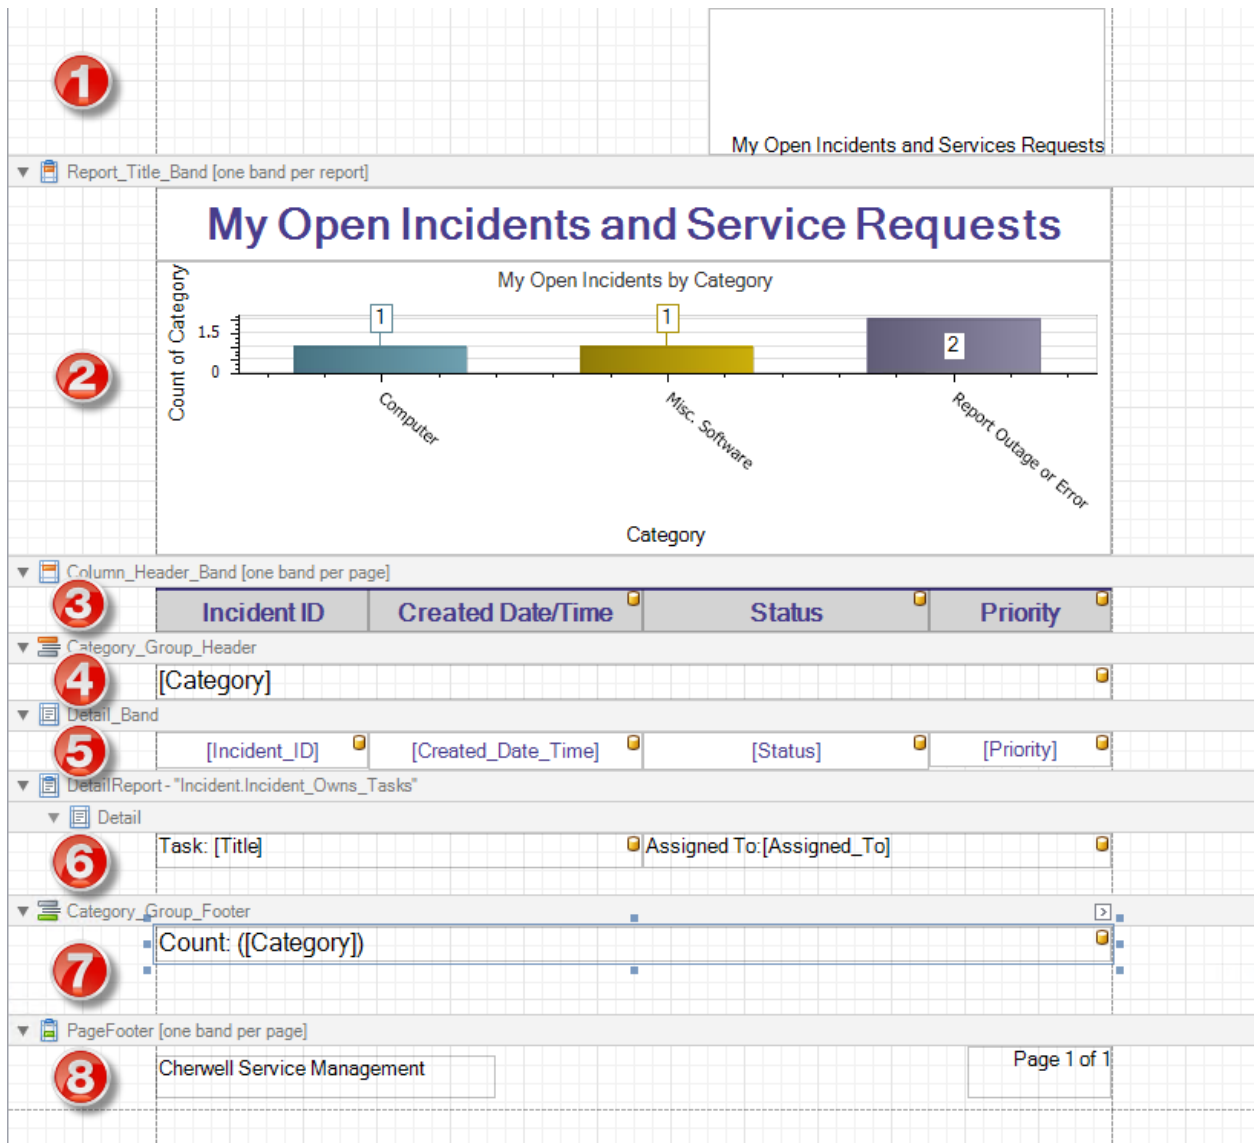 1
My Open Incidents and Services Requests
Report_Title_Band [one band per report]
My Open Incidents and Service Requests
My Open Incidents by Category
Count of Category
1.5
0
1
1
2
Computer
Misc. Software
Report Outage or Error
Category
2
Column_Header_Band [one band per page]
3
Incident ID Created Date/Time Status Priority
Category_Group_Header
4
[Category]
Detail_Band
5
[Incident_ID] [Created_Date_Time] [Status] [Priority]
DetailReport - "Incident.Incident_Owns_Tasks"
Detail
6
Task: [Title] Assigned To:[Assigned_To]
Category_Group_Footer
Count: ([Category])
7
PageFooter [one band per page]
8
Cherwell Service Management Page 1 of 1